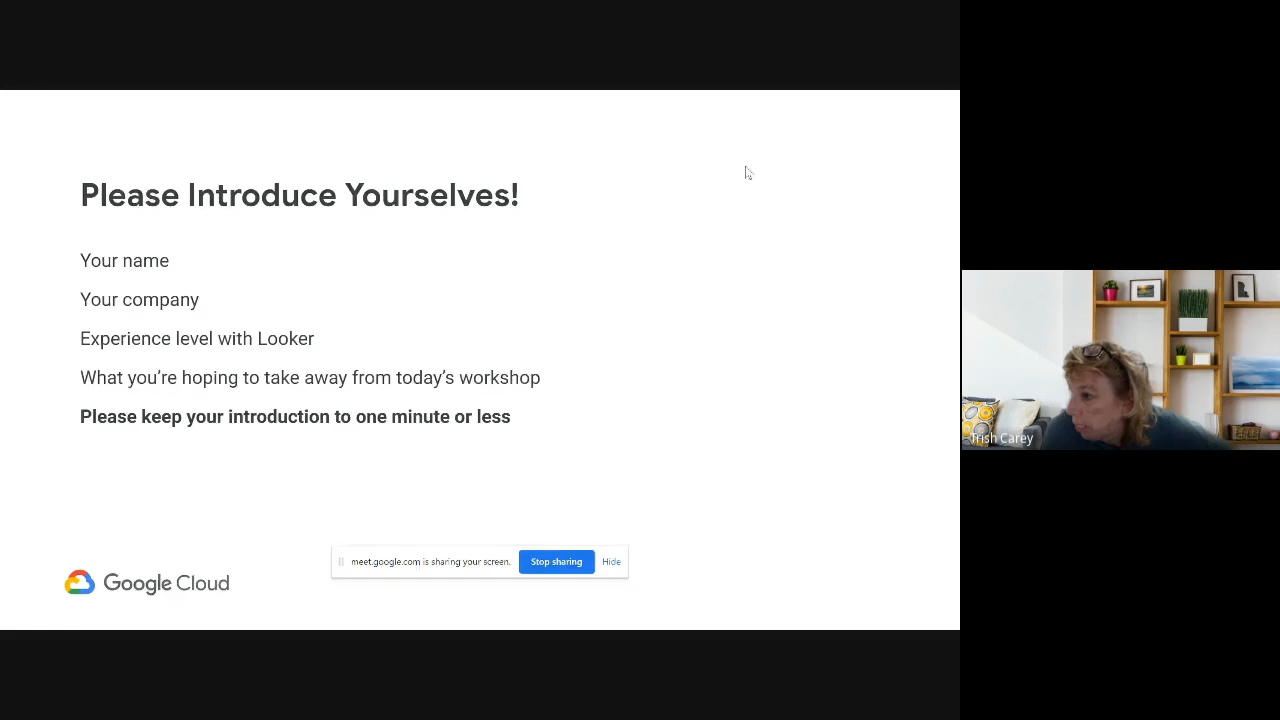 Please Introduce Yourselves!
Your name
Your company
Experience level with Looker
What you’re hoping to take away from today’s workshop
Please keep your introduction to one minute or less
Trish Carey
meet.google.com is sharing your screen. Stop sharing Hide
Google Cloud